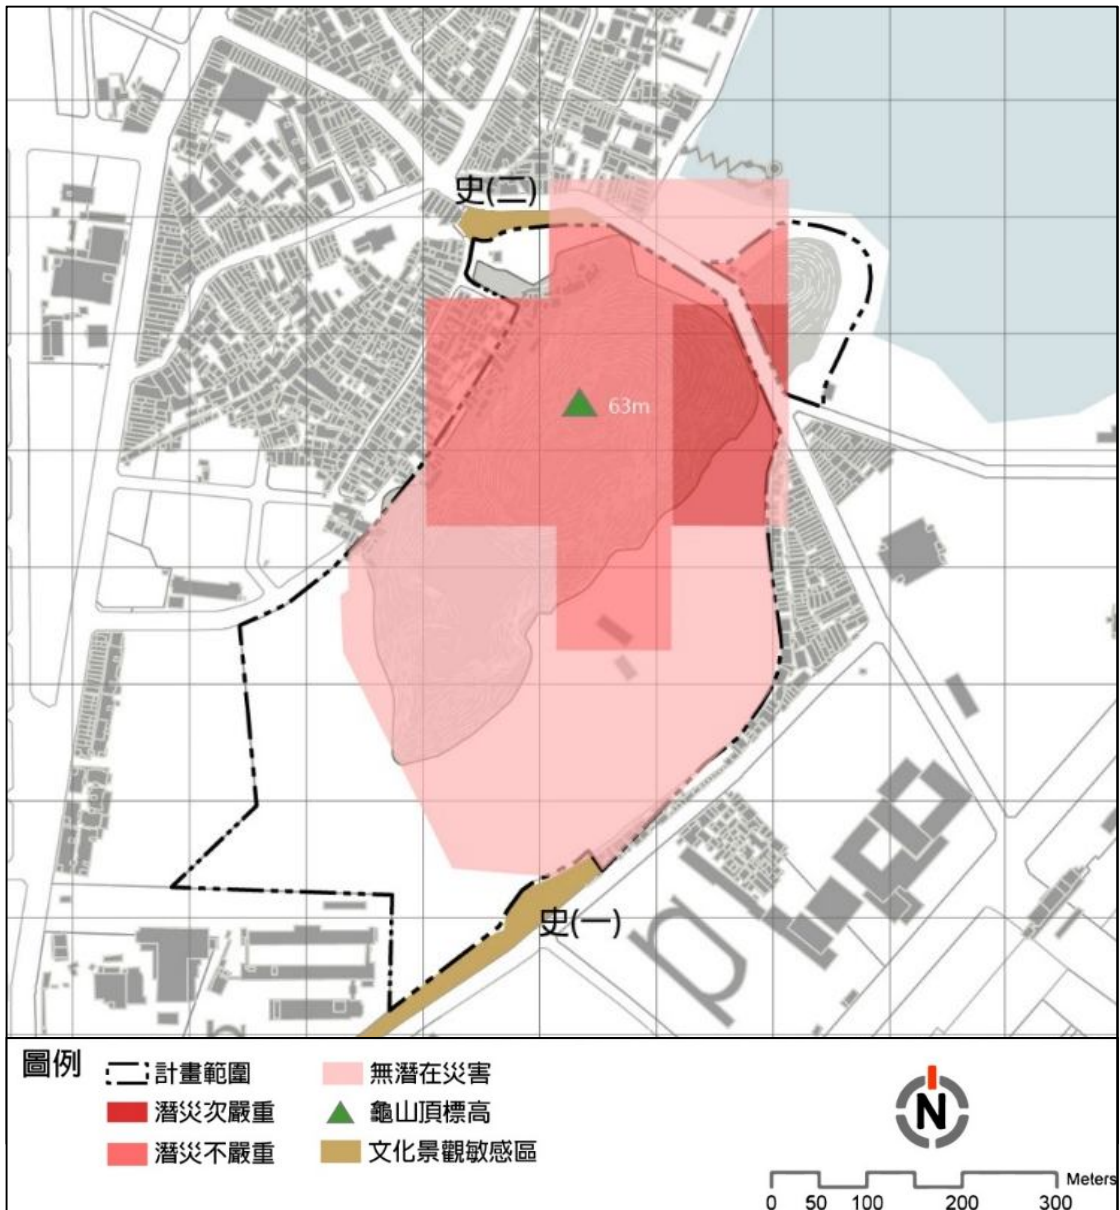 史(二)
63m
史(一)
圖例
計畫範圍
無潛在災害
潛災次嚴重
龜山頂標高
潛災不嚴重
文化景觀敏感區
N
Meters
0 50 100 200 300